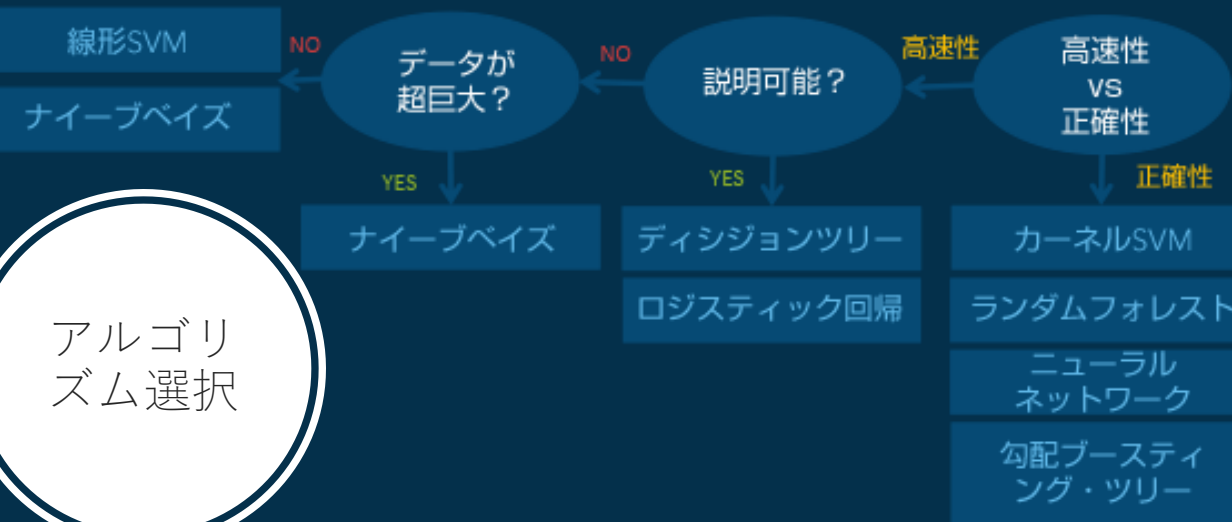 線形SVM
ナイーブベイズ
NO
データが
超巨大？
NO
説明可能？
高速性
高速性
vs
正確性
YES
YES
正確性
ナイーブベイズ
ディシジョンツリー
ロジスティック回帰
カーネルSVM
ランダムフォレスト
ニューラル
ネットワーク
勾配ブースティ
ング・ツリー
アルゴリ
ズム選択